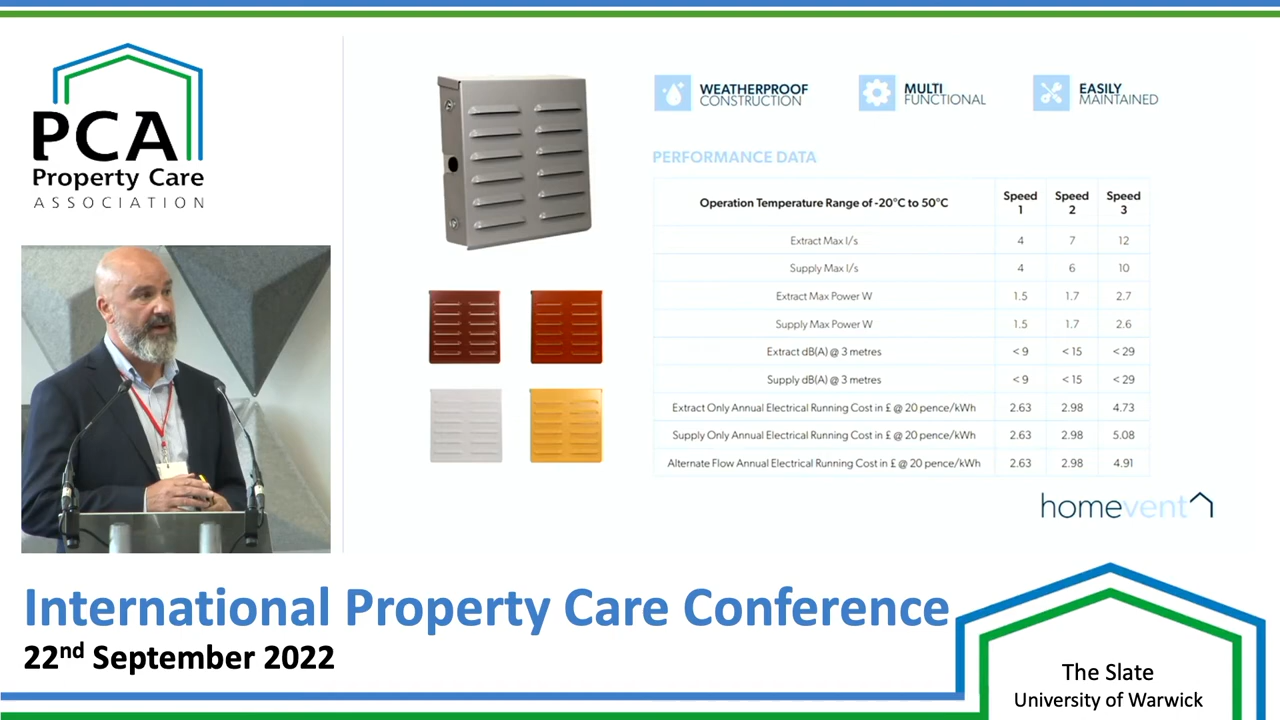 PCA
Property Care
ASSOCIATION
WEATHERPROOF
CONSTRUCTION
MULTI
FUNCTIONAL
EASILY
MAINTAINED
PERFORMANCE DATA
Operation Temperature Range of -20°C to 50°C Speed 1 Speed 2 Speed 3
Extract Max l/s 4 7 12
Supply Max l/s 4 6 10
Extract Max Power W 1.5 1.7 2.7
Supply Max Power W 1.5 1.7 2.6
Extract dB(A) @ 3 metres < 9 < 15 < 29
Supply dB(A) @ 3 metres < 9 < 15 < 29
Extract Only Annual Electrical Running Cost in £ @ 20 pence/kWh 2.63 2.98 4.73
Supply Only Annual Electrical Running Cost in £ @ 20 pence/kWh 2.63 2.98 5.08
Alternate Flow Annual Electrical Running Cost in £ @ 20 pence/kWh 2.63 2.98 4.91
homevent
International Property Care Conference
22nd September 2022
The Slate
University of Warwick